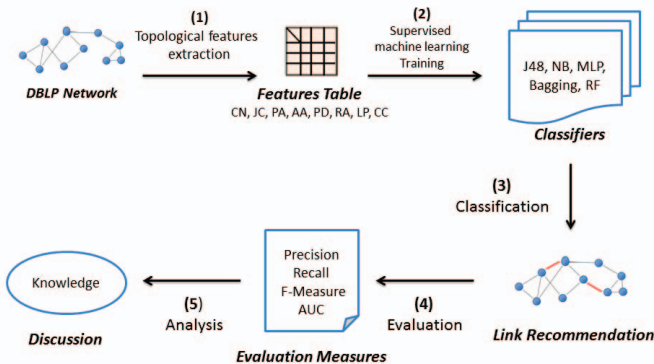 (1)
Topological features
extraction
DBLP Network
Features Table
CN, JC, PA, AA, PD, RA, LP, CC
(2)
Supervised
machine learning
Training
J48, NB, MLP,
Bagging, RF
Classifiers
(3)
Classification
Link Recommendation
(4)
Evaluation
Precision
Recall
F-Measure
AUC
Evaluation Measures
(5)
Analysis
Knowledge
Discussion